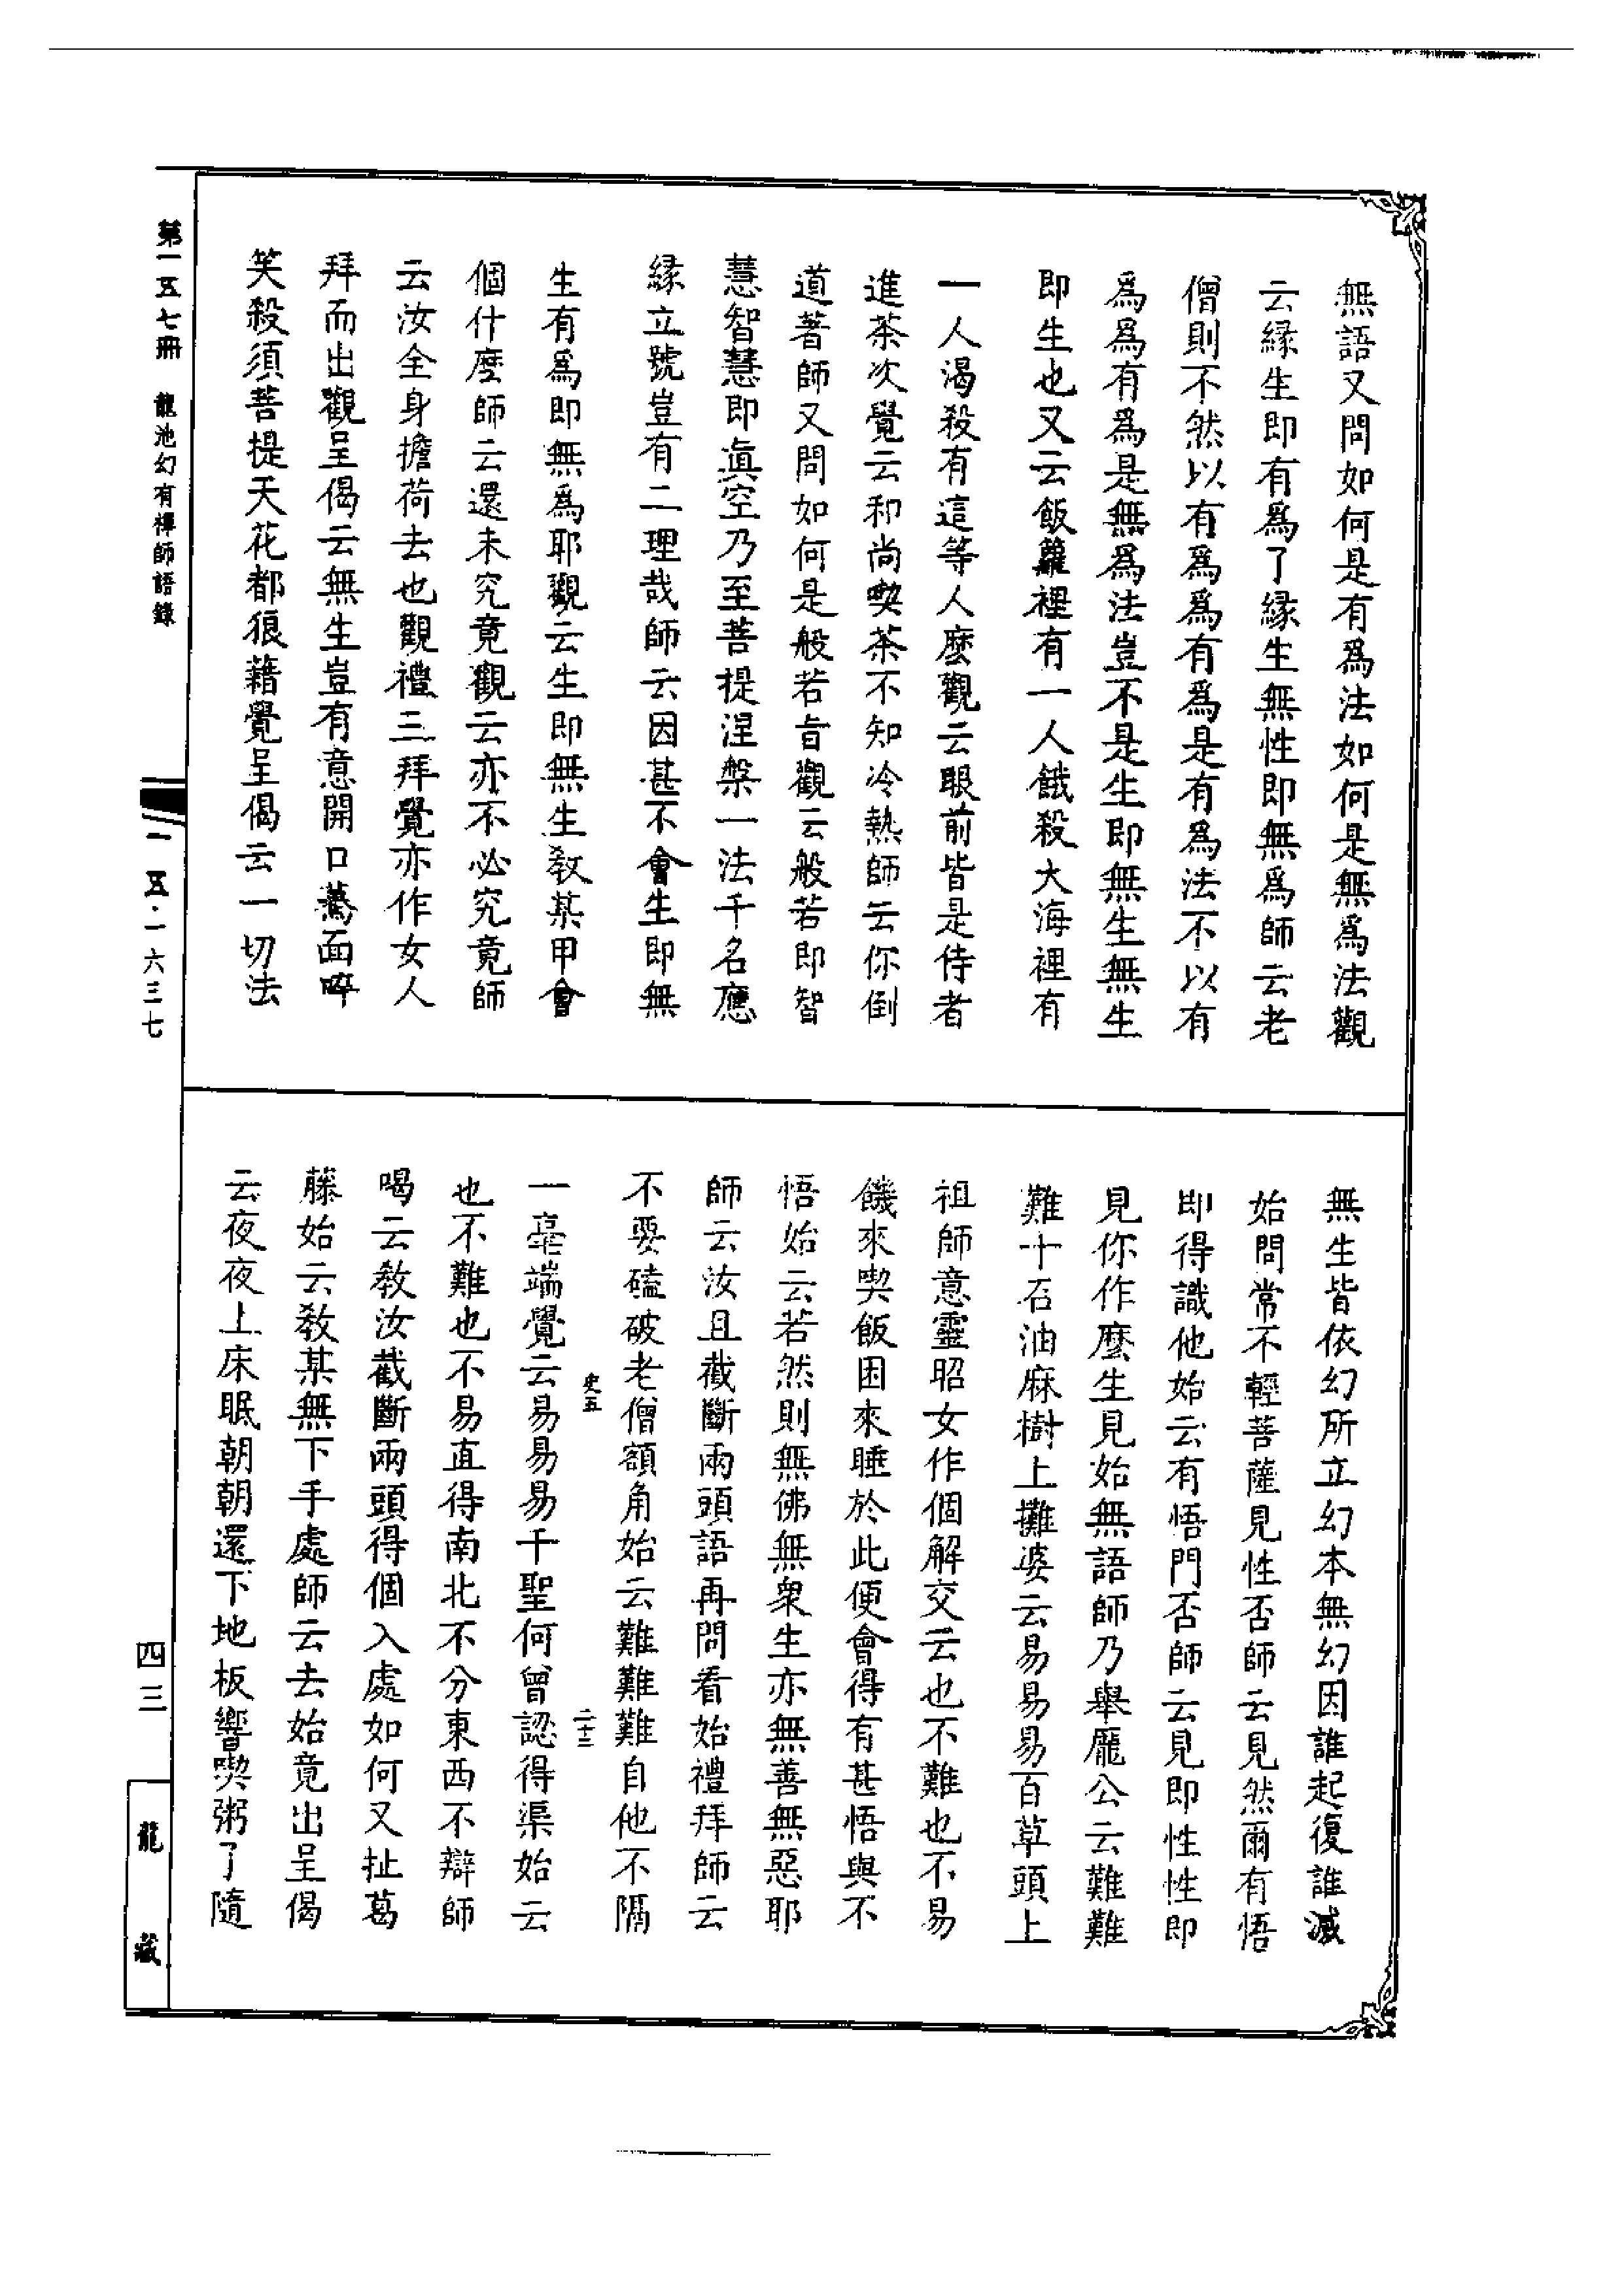 無語又問如何是有爲法如何是無爲法觀
云緣生即有爲了緣生無性即無爲師云老
僧則不然以有爲爲有爲是有爲法不以有
爲爲有爲是無爲法豈不是生即無生無生
即生也又云飯籮裡有一人餓殺大海裡有
一人渴殺有這等人麽觀云眼前皆是侍者
進茶次覺云和尚喫茶不知冷熱師云你倒
道著師又問如何是般若旨觀云般若即智
慧智慧即眞空乃至菩提涅槃一法千名應
緣立號豈有二理哉師云因甚不會生即無
生有爲即無爲耶觀云生即無生教某甲會
個什麽師云還未究竟觀云亦不必究竟師
云汝全身擔荷去也觀禮三拜覺亦作女人
拜而出觀呈偈云無生豈有意開口驀面啐
笑殺須菩提天花都狼藉覺呈偈云一切法
無生皆依幻所立幻本無幻因誰起復誰滅
始問常不輕菩薩見性否師云見然爾有悟
即得識他始云有悟門否師云見即性性即
見你作麽生見始無語師乃舉龐公云難難
難十石油麻樹上攤婆云易易易百草頭上
祖師意靈昭女作個解交云也不難也不易
饑來喫飯困來睡於此便會得有甚悟與不
悟始云若然則無佛無衆生亦無善無惡耶
師云汝且截斷兩頭語再問看始禮拜師云
不要磕破老僧額角始云難難難自他不隔
史五
二十三
一毫端覺云易易易千聖何曾認得渠始云
也不難也不易直得南北不分東西不辯師
喝云教汝截斷兩頭得個入處如何又扯葛
藤始云教某無下手處師云去始竟出呈偈
云夜夜上床眠朝朝還下地板響喫粥了隨
第一五七冊 龍池幻有禪師語錄
一五二一六三七
四三
龍藏